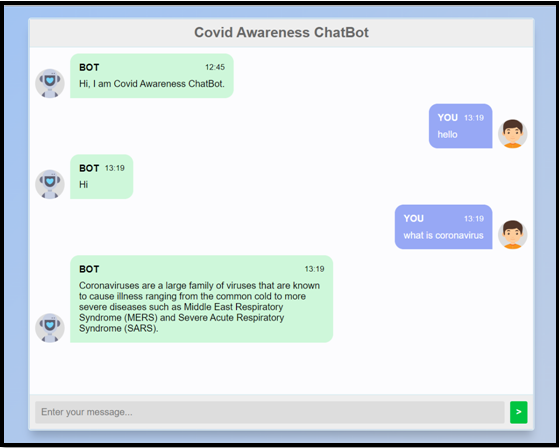 Covid Awareness ChatBot
BOT 12:45
Hi, I am Covid Awareness ChatBot.
YOU 13:19
hello
BOT 13:19
Hi
YOU 13:19
what is coronavirus
BOT 13:19
Coronaviruses are a large family of viruses that are known
to cause illness ranging from the common cold to more
severe diseases such as Middle East Respiratory
Syndrome (MERS) and Severe Acute Respiratory
Syndrome (SARS).
Enter your message... >